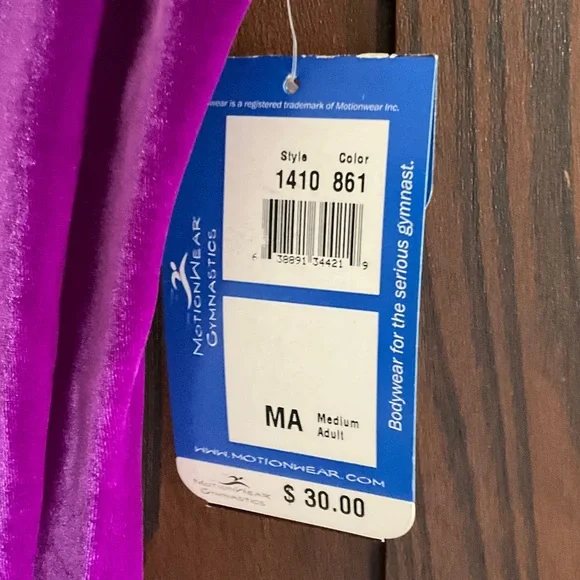 wear is a registered trademark of Motionwear Inc.
Style Color
1410 861
38891 34421 9
MOTIONWEAR
GYMNASTICS
Bodywear for the serious gymnast.
MA Medium
Adult
WWW.MOTIONWEAR.COM
MOTIONWEAR
GYMNASTICS
$ 30.00